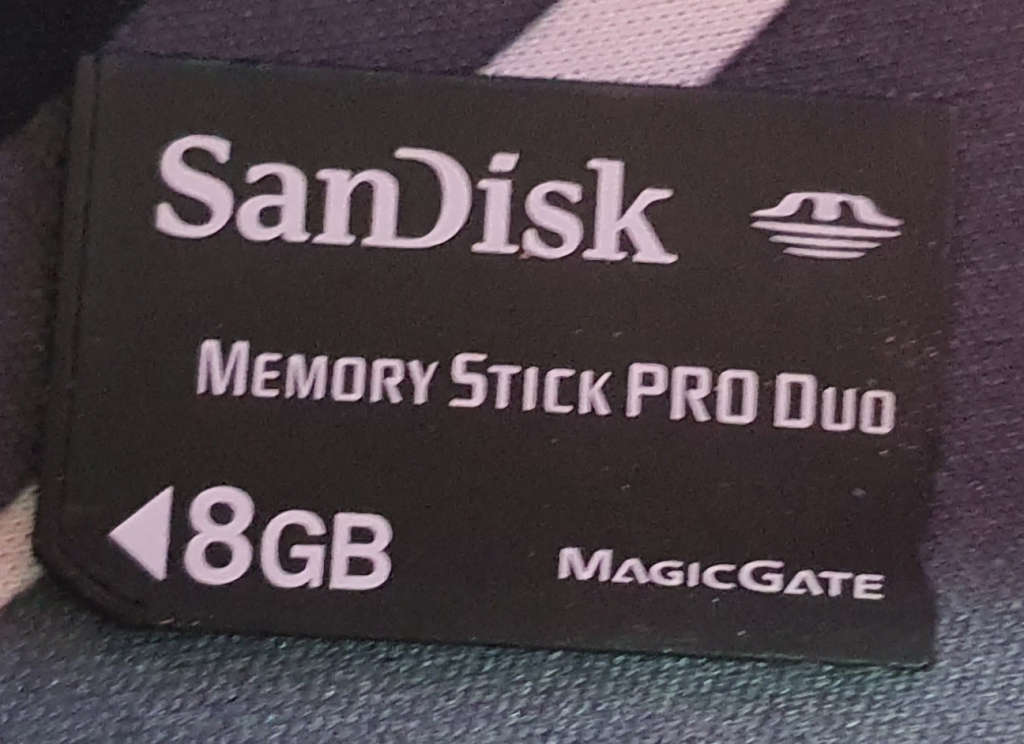 SanDisk
MEMORY STICK PRO DUO
8GB
MAGICGATE